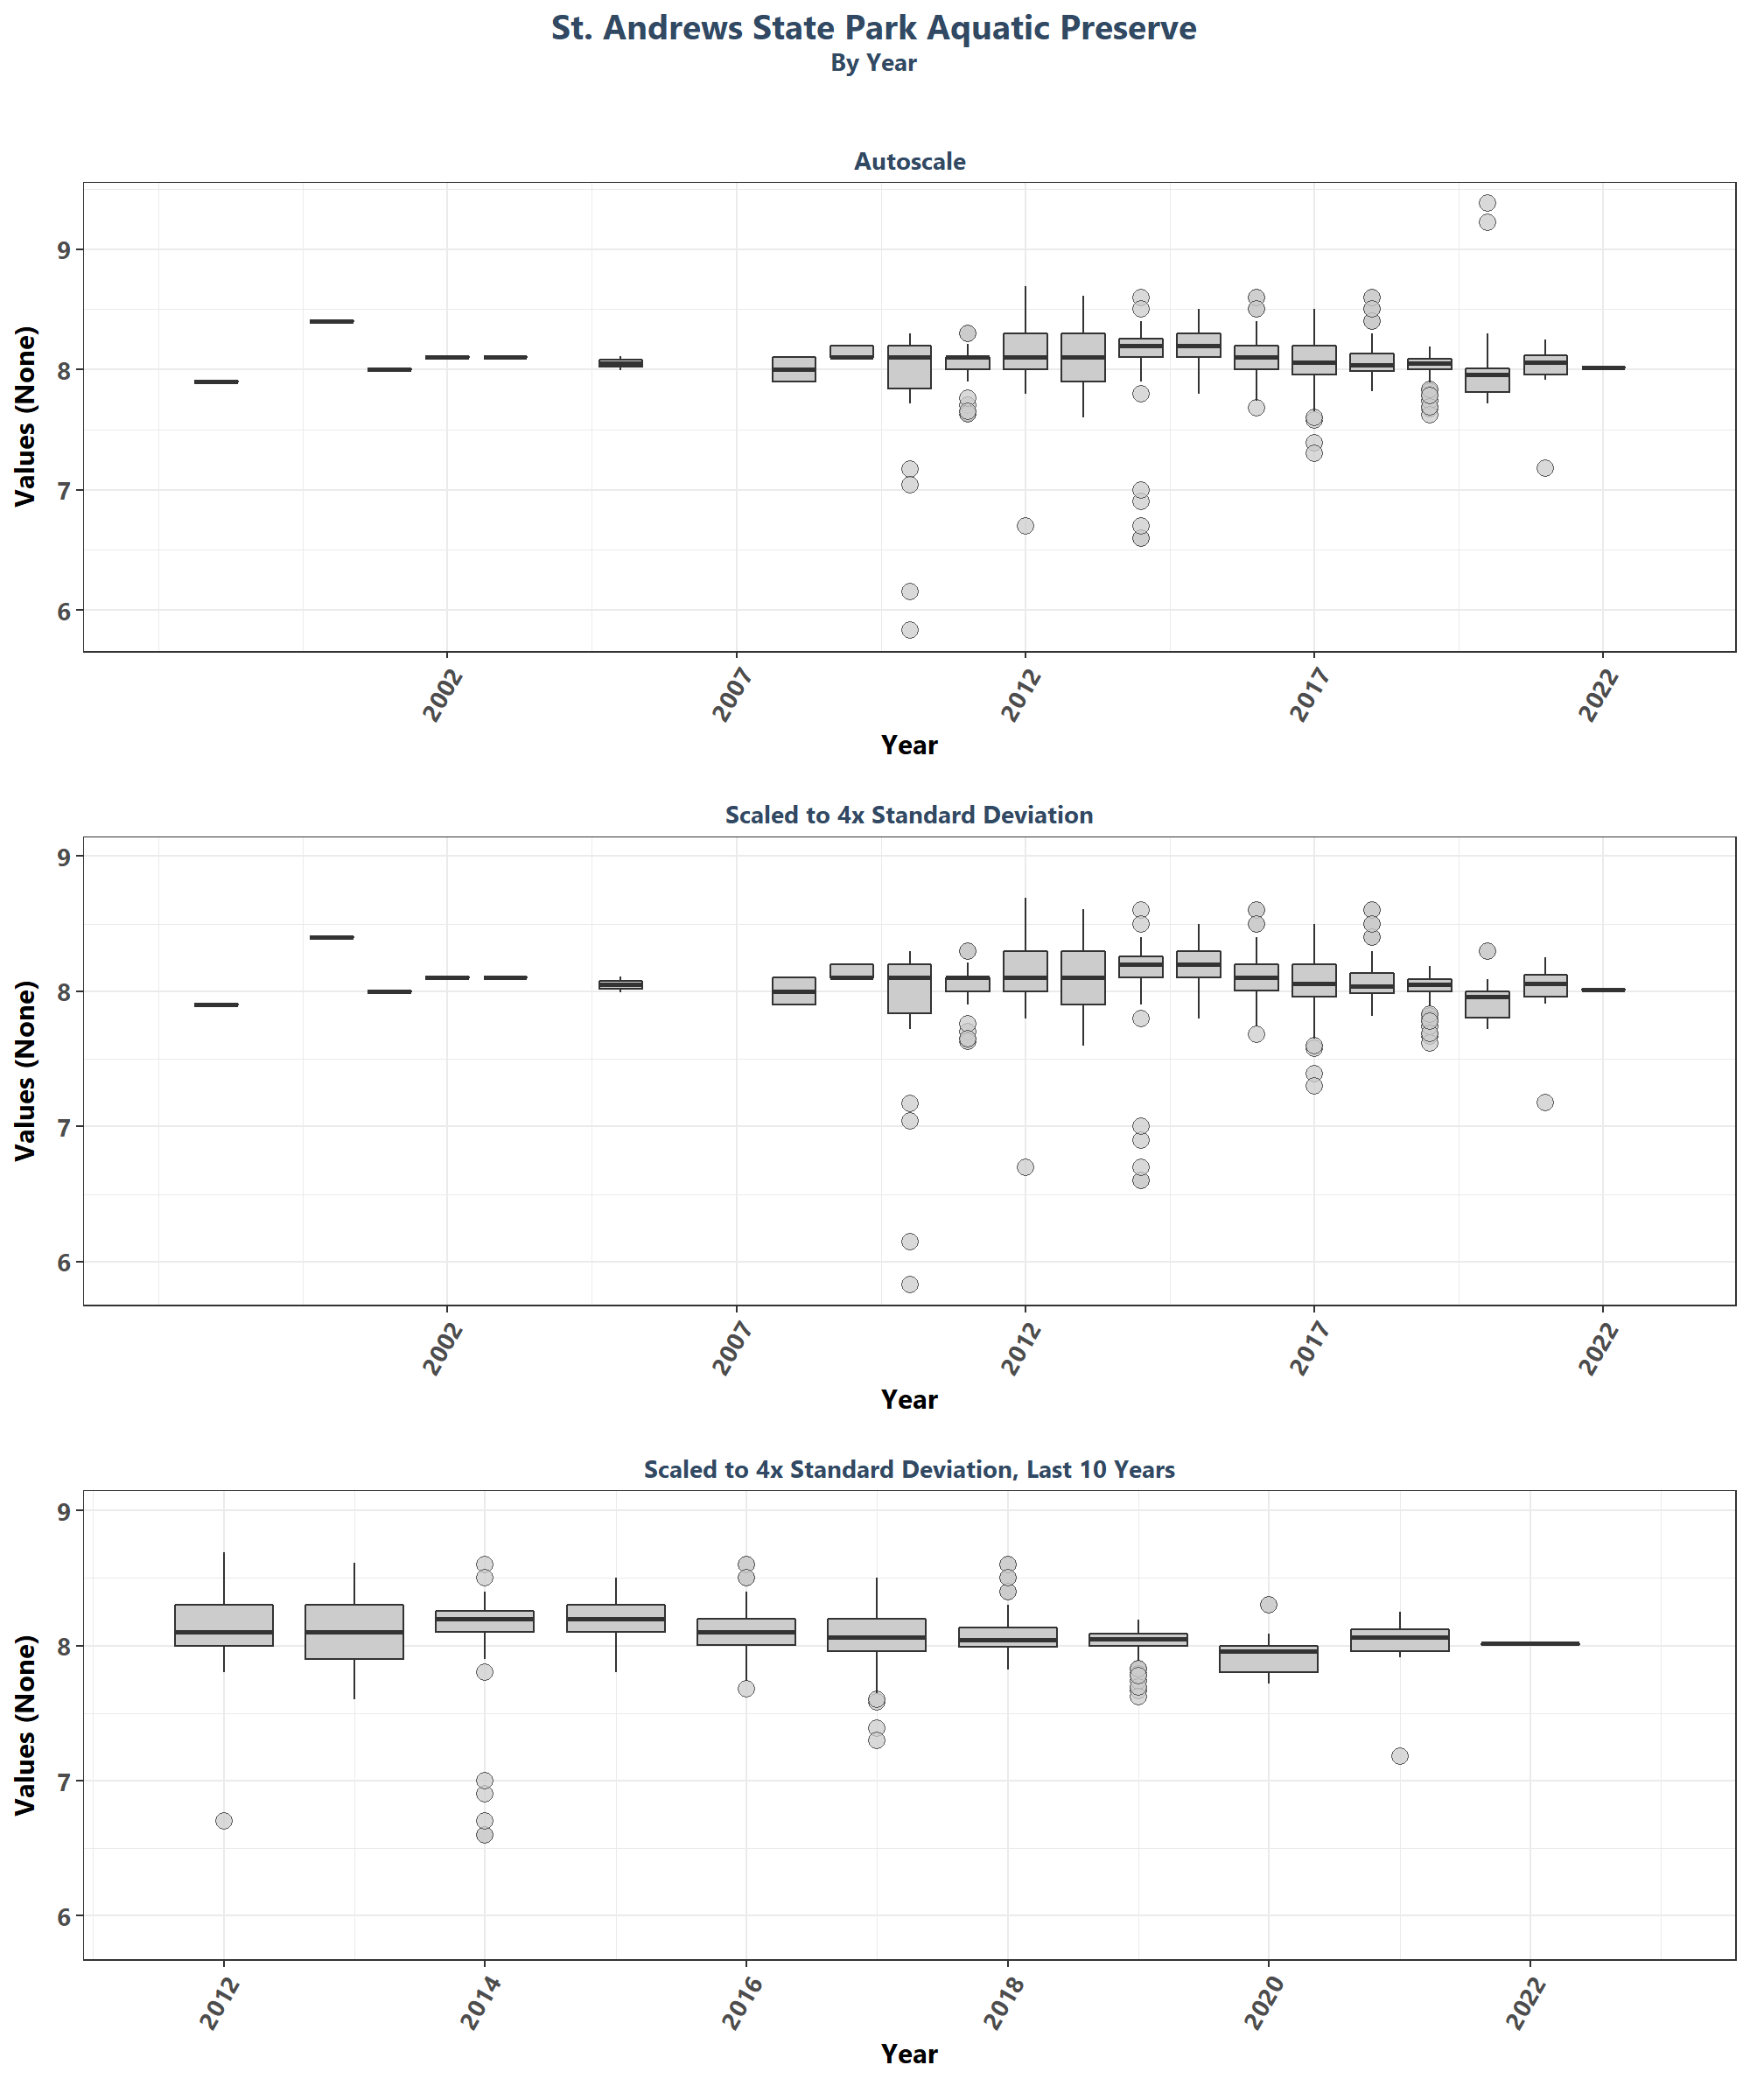 St. Andrews State Park Aquatic Preserve
By Year
Autoscale
Values (None)
9
8
7
6
2002 2007 2012 2017 2022
Year
Scaled to 4x Standard Deviation
Values (None)
9
8
7
6
2002 2007 2012 2017 2022
Year
Scaled to 4x Standard Deviation, Last 10 Years
Values (None)
9
8
7
6
2012 2014 2016 2018 2020 2022
Year